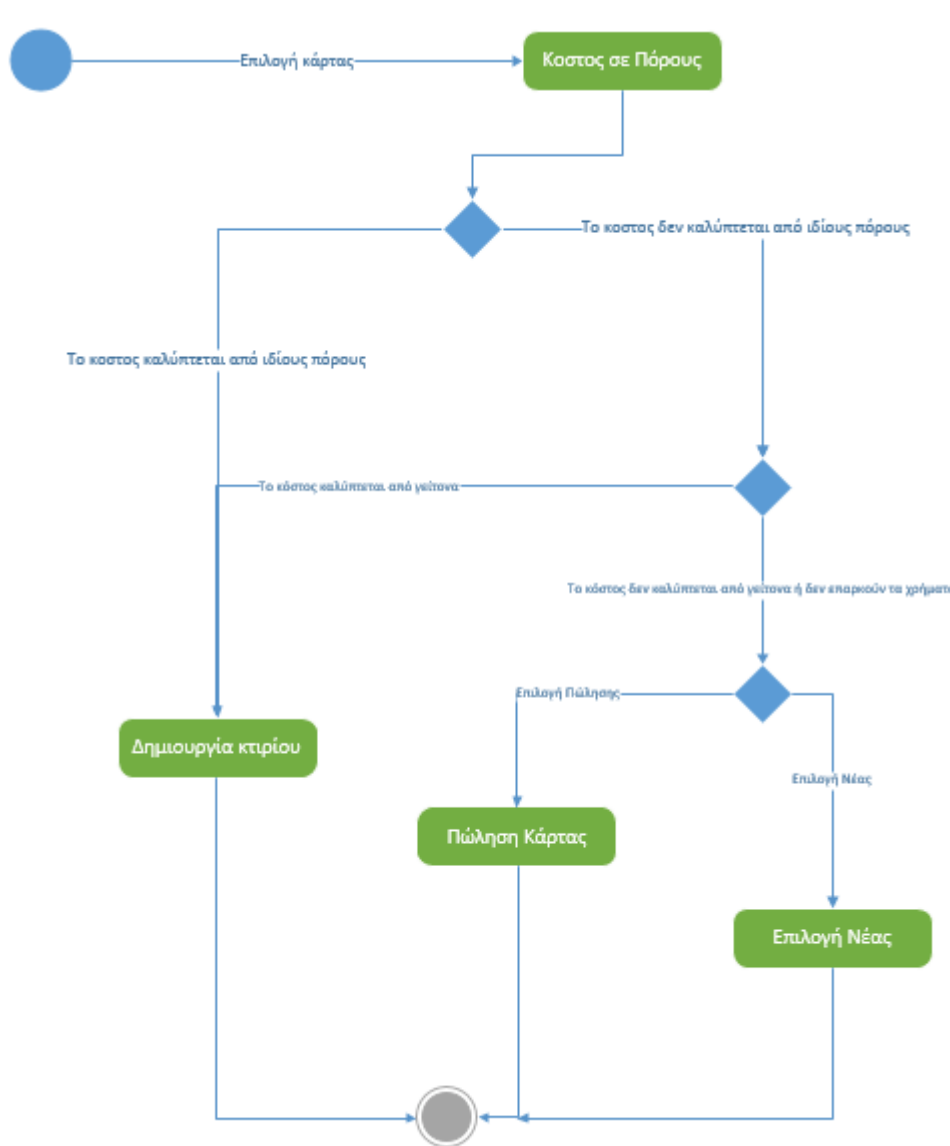 Επιλογή κάρτας
Κοστος σε Πόρους
Το κοστος δεν καλύπτεται από ιδίους πόρους
Το κοστος καλύπτεται από ιδίους πόρους
Το κόστος καλύπτεται από γείτονα
Το κόστος δεν καλύπτεται από γείτονα ή δεν επαρκούν τα χρήματ
Επιλογή Πώλησης
Δημιουργία κτιρίου
Επιλογή Νέας
Πώληση Κάρτας
Επιλογή Νέας